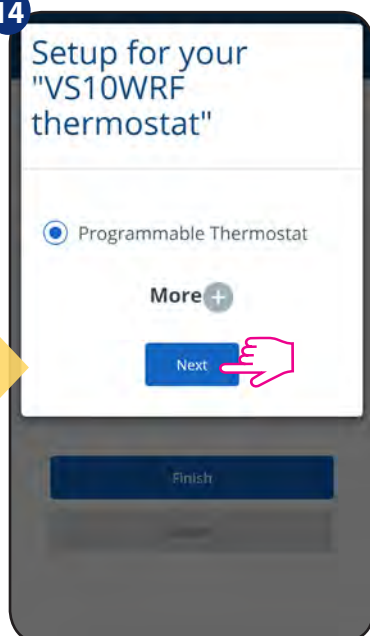 14
Setup for your
"VS10WRF
thermostat"
Programmable Thermostat
More
Next
Finish